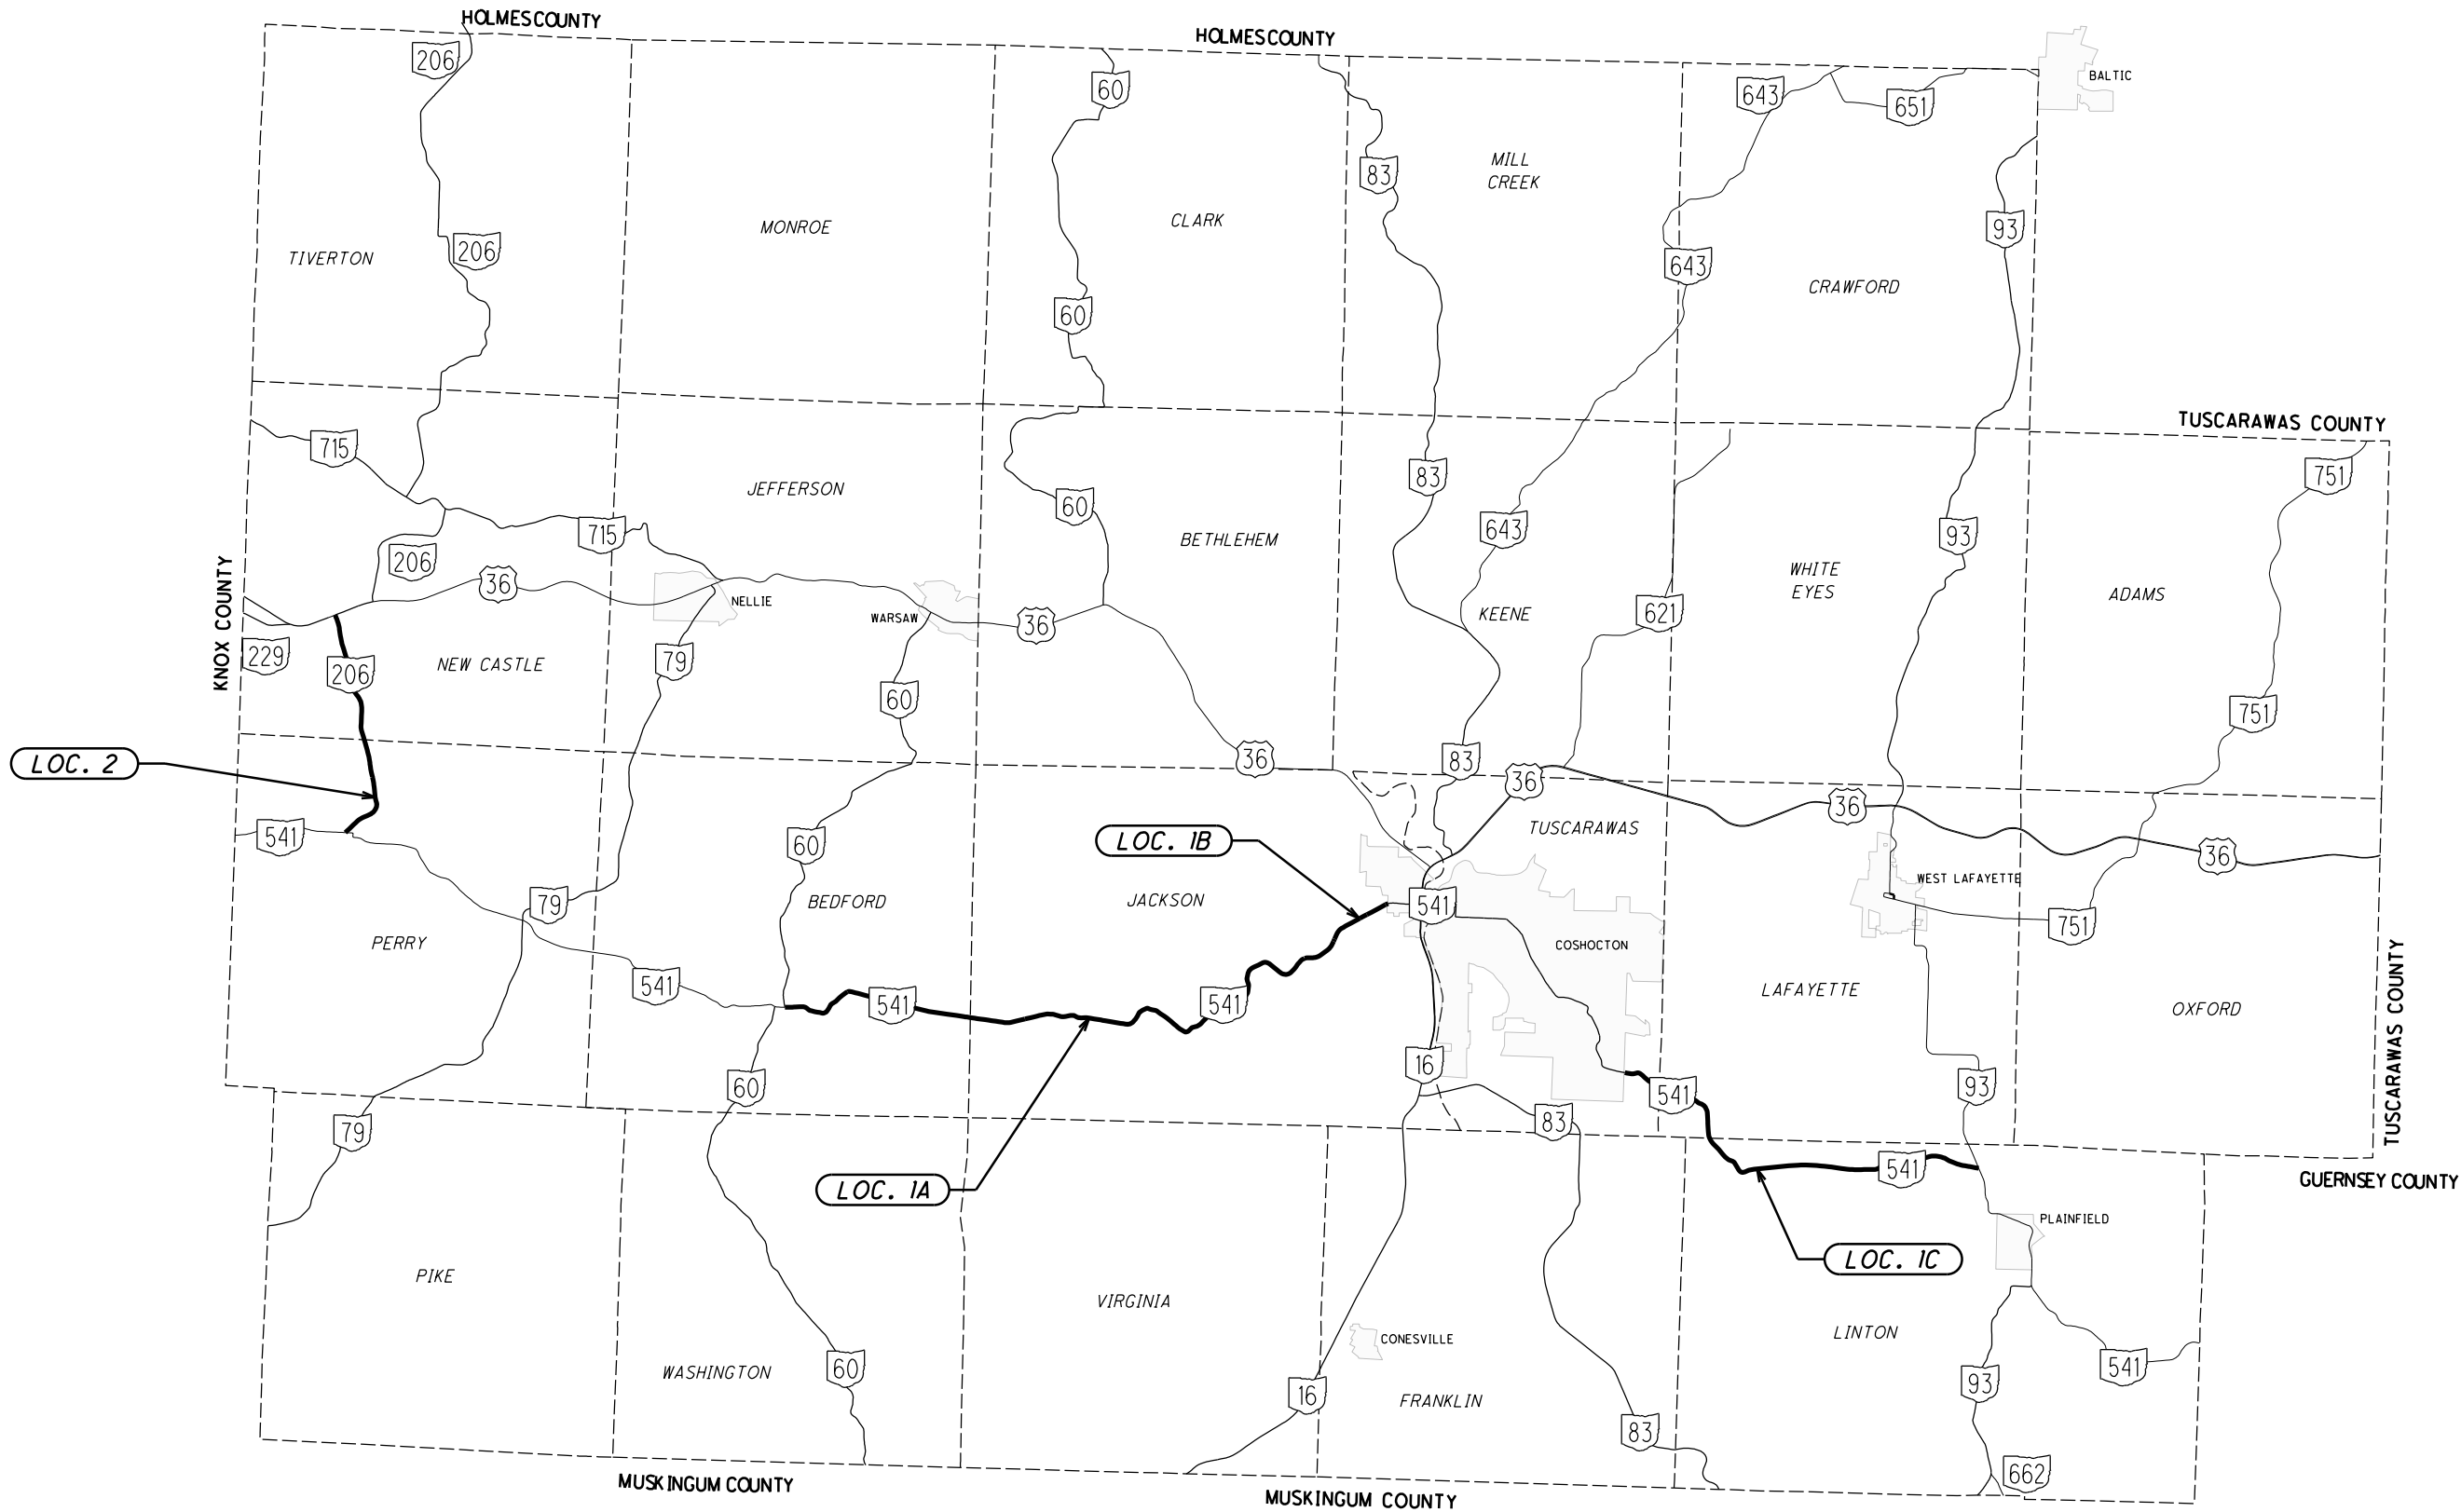 HOLMES COUNTY
HOLMES COUNTY
206
60
643
651
BALTIC
83
MILL
CREEK
93
TIVERTON
206
MONROE
CLARK
643
CRAWFORD
60
TUSCARAWAS COUNTY
715
JEFFERSON
60
83
751
715
206
BETHLEHEM
643
93
36
WHITE
EYES
ADAMS
NELLIE
WARSAW
36
KEENE
621
KNOX COUNTY
229
206
NEW CASTLE
79
60
751
LOC. 2
36
83
36
36
541
60
LOC. 1B
TUSCARAWAS
36
WEST LAFAYETTE
79
BEDFORD
JACKSON
541
751
PERRY
COSHOCTON
541
541
541
LAFAYETTE
OXFORD
TUSCARAWAS COUNTY
16
60
541
93
79
83
LOC. 1A
541
GUERNSEY COUNTY
PLAINFIELD
LOC. 1C
PIKE
VIRGINIA
CONESVILLE
LINTON
WASHINGTON
60
16
FRANKLIN
93
541
83
662
MUSKINGUM COUNTY
MUSKINGUM COUNTY